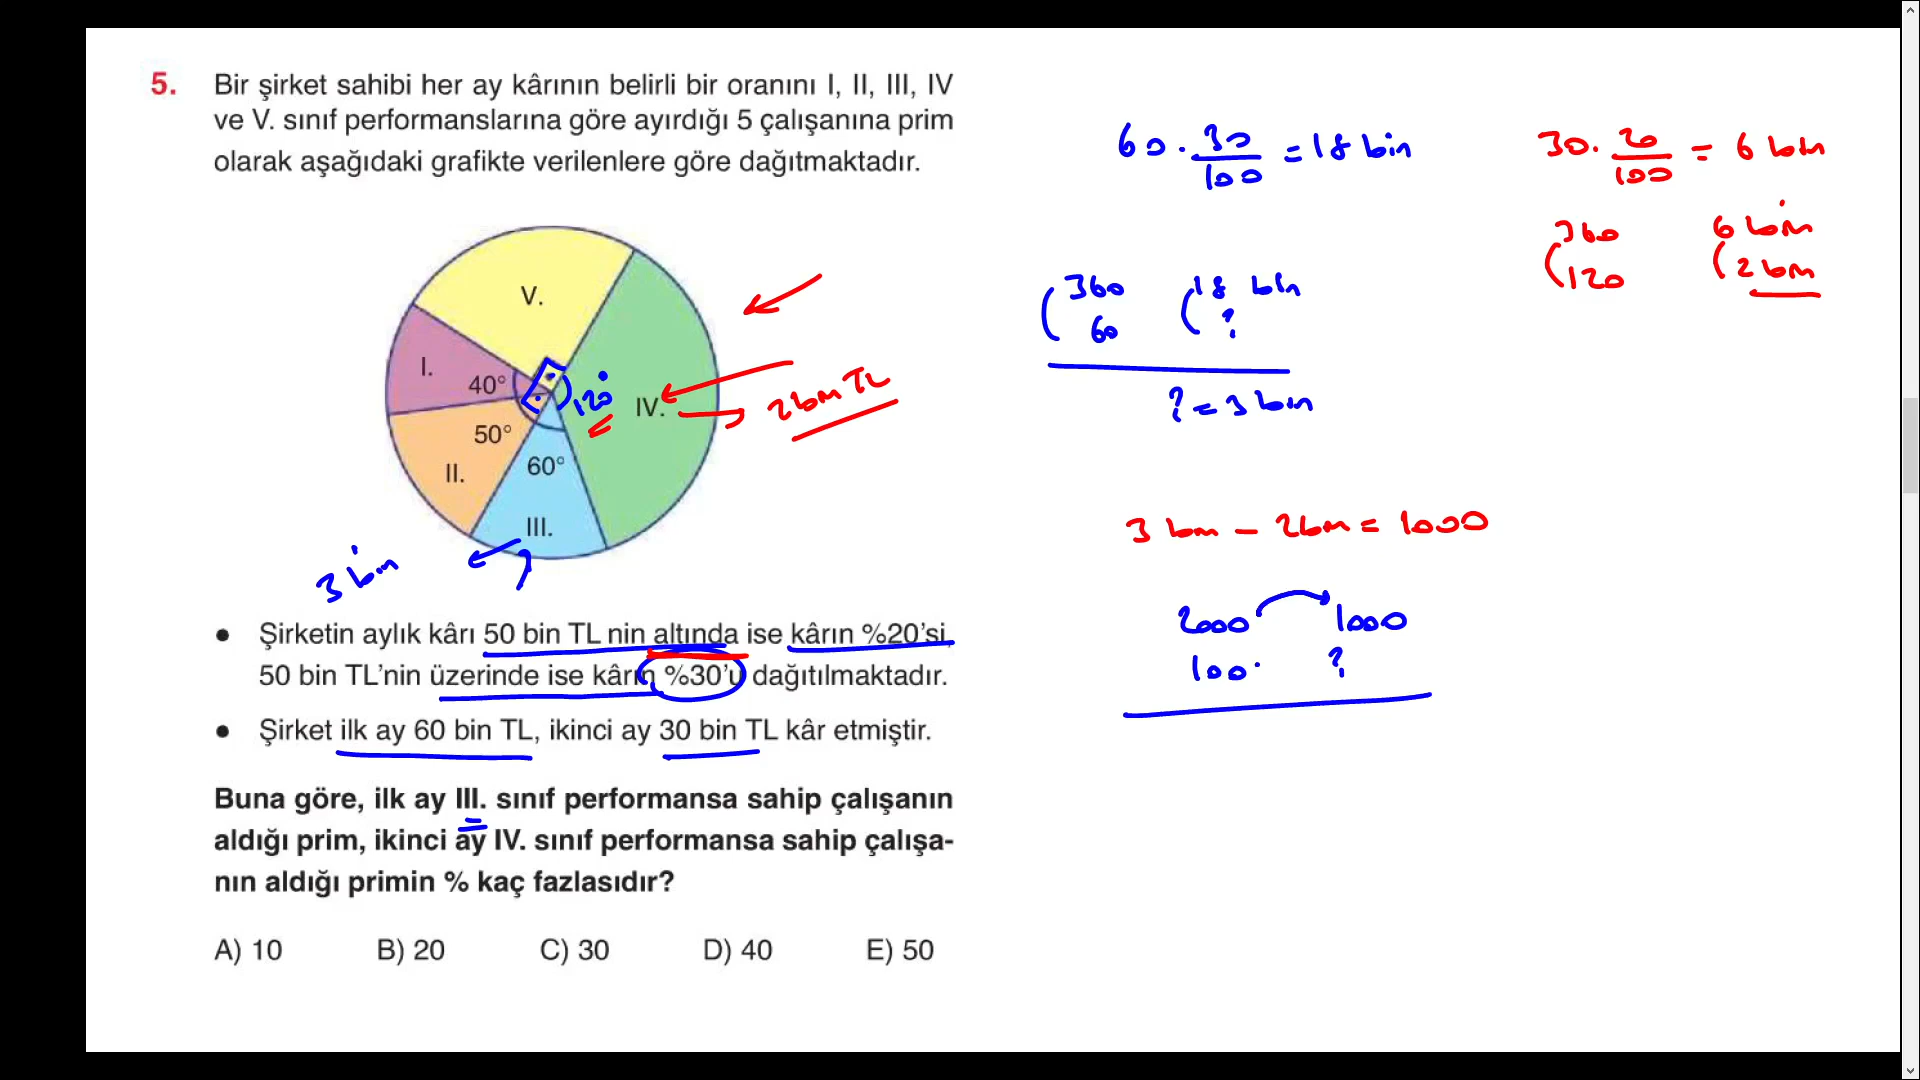 5. Bir şirket sahibi her ay kârının belirli bir oranını I, II, III, IV
ve V. sınıf performanslarına göre ayırdığı 5 çalışanına prim
olarak aşağıdaki grafikte verilenlere göre dağıtmaktadır.
V.
I.
40°
120°
IV.
2bin TL
50°
II.
60°
III.
3 bin
● Şirketin aylık kârı 50 bin TL nin altında ise kârın %20'si,
50 bin TL'nin üzerinde ise kârın %30'u dağıtılmaktadır.
● Şirket ilk ay 60 bin TL, ikinci ay 30 bin TL kâr etmiştir.
Buna göre, ilk ay III. sınıf performansa sahip çalışanın
aldığı prim, ikinci ay IV. sınıf performansa sahip çalışa-
nın aldığı primin % kaç fazlasıdır?
A) 10 B) 20 C) 30 D) 40 E) 50
60 . 30/100 = 18 bin
360 18 bin
60 ?
? = 3 bin
30 . 20/100 = 6 bin
360 6 bin
120 2 bin
3 bin - 2bin = 1000
2000 1000
100 ?